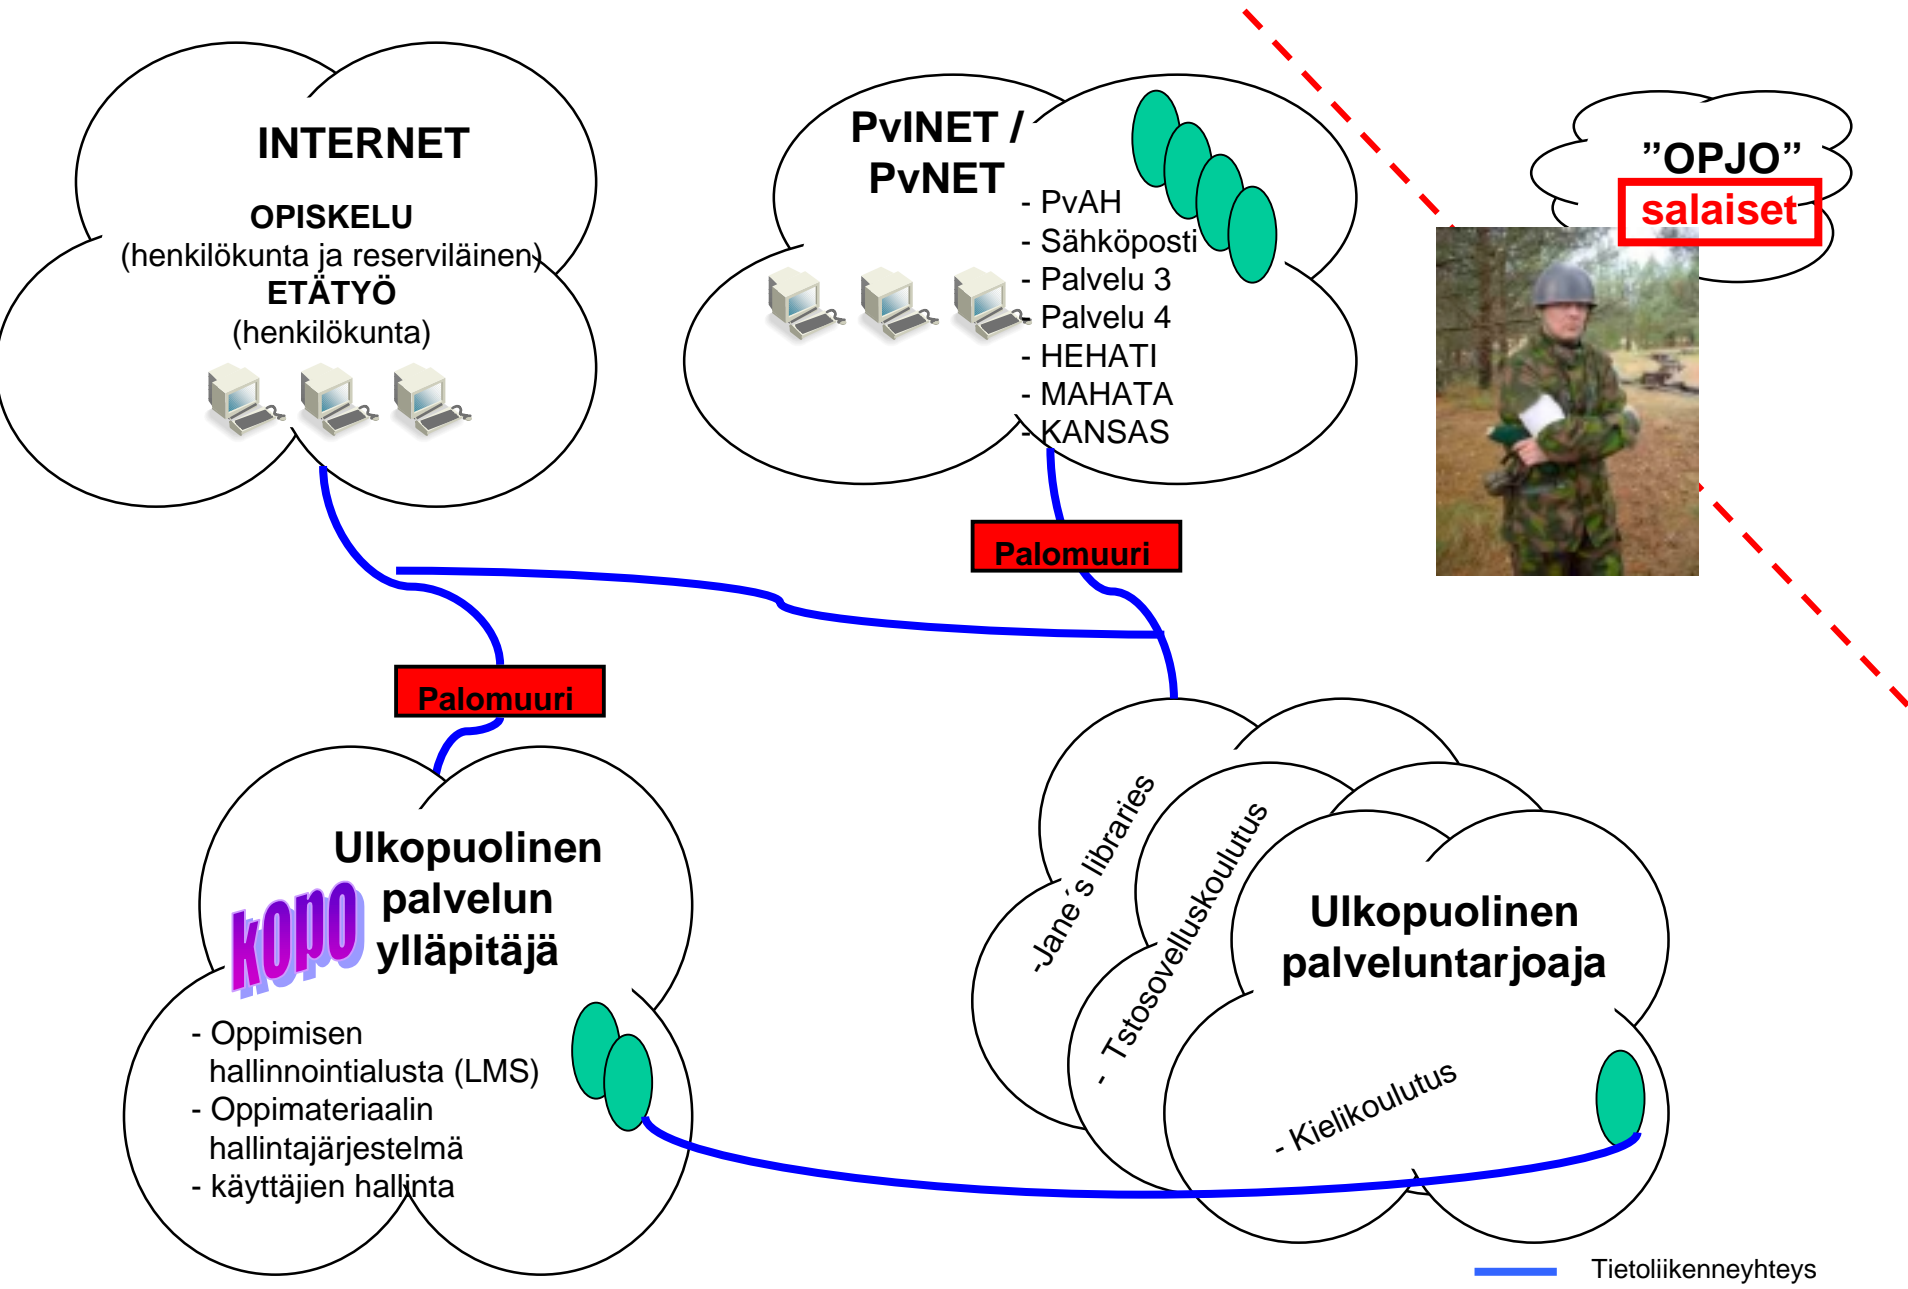 INTERNET
OPISKELU
(henkilökunta ja reserviläinen)
ETÄTYÖ
(henkilökunta)
PvINET /
PvNET
- PvAH
- Sähköposti
- Palvelu 3
- Palvelu 4
- HEHATI
- MAHATA
- KANSAS
”OPJO”
salaiset
Palomuuri
Palomuuri
Ulkopuolinen
palvelun
ylläpitäjä
kopo
- Oppimisen
hallinnointialusta (LMS)
- Oppimateriaalin
hallintajärjestelmä
- käyttäjien hallinta
-Jane´s libraries
- Tstosovelluskoulutus
Ulkopuolinen
palveluntarjoaja
- Kielikoulutus
Tietoliikenneyhteys